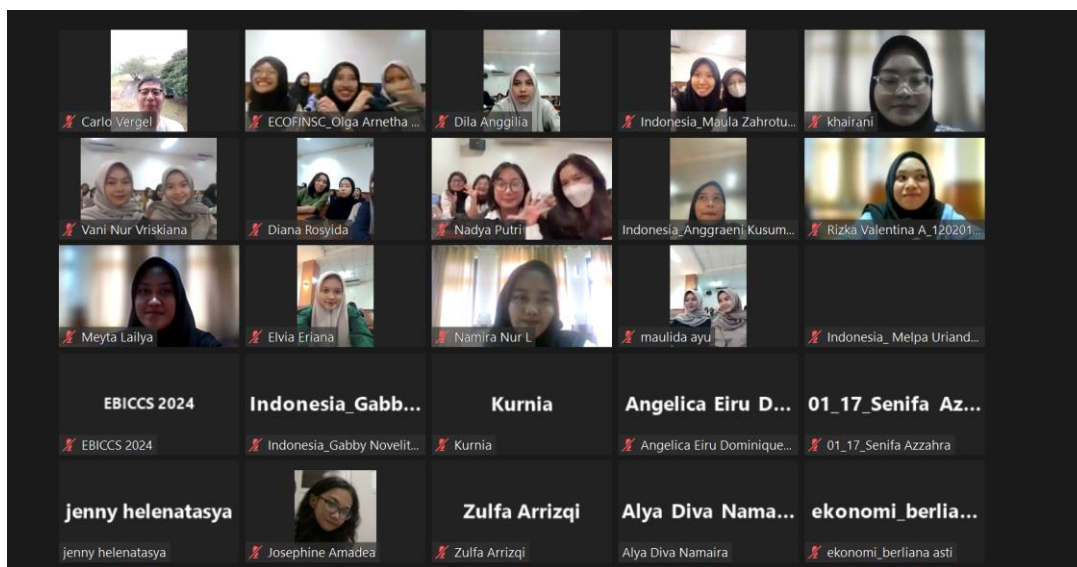 Carlo Vergel
ECOFINSC_Olga Arnetha ...
Dila Anggilia
Indonesia_Maula Zahrotu...
khairani
Vani Nur Vriskiana
Diana Rosyida
Nadya Putri
Indonesia_Anggraeni Kusum...
Rizka Valentina A_120201...
Meyta Lailya
Elvia Eriana
Namira Nur L
maulida ayu
Indonesia_ Melpa Uriand...
EBICCS 2024
Indonesia_Gabb...
Kurnia
Angelica Eiru D...
01_17_Senifa Az...
EBICCS 2024
Indonesia_Gabby Novelit...
Kurnia
Angelica Eiru Dominique...
01_17_Senifa Azzahra
jenny helenatasya
Zulfa Arrizqi
Alya Diva Nama...
ekonomi_berlia...
jenny helenatasya
Josephine Amadea
Zulfa Arrizqi
Alya Diva Namaira
ekonomi_berliana asti